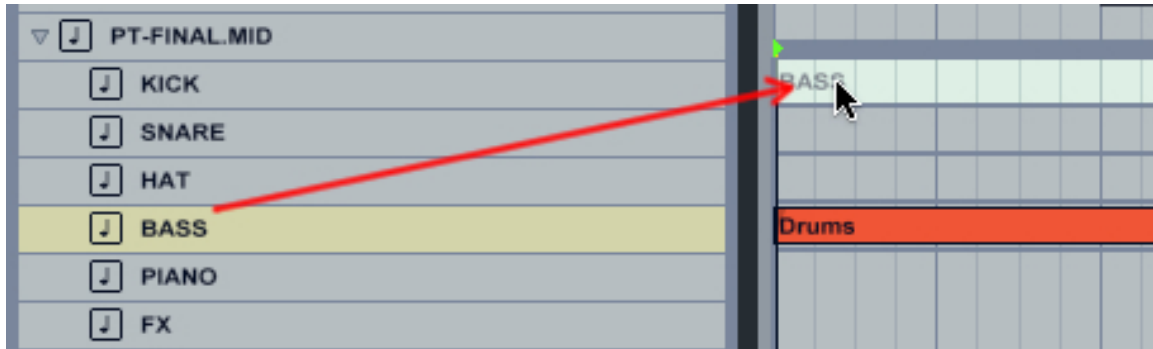 PT-FINAL.MID
KICK
SNARE
HAT
BASS
PIANO
FX
BASS
Drums